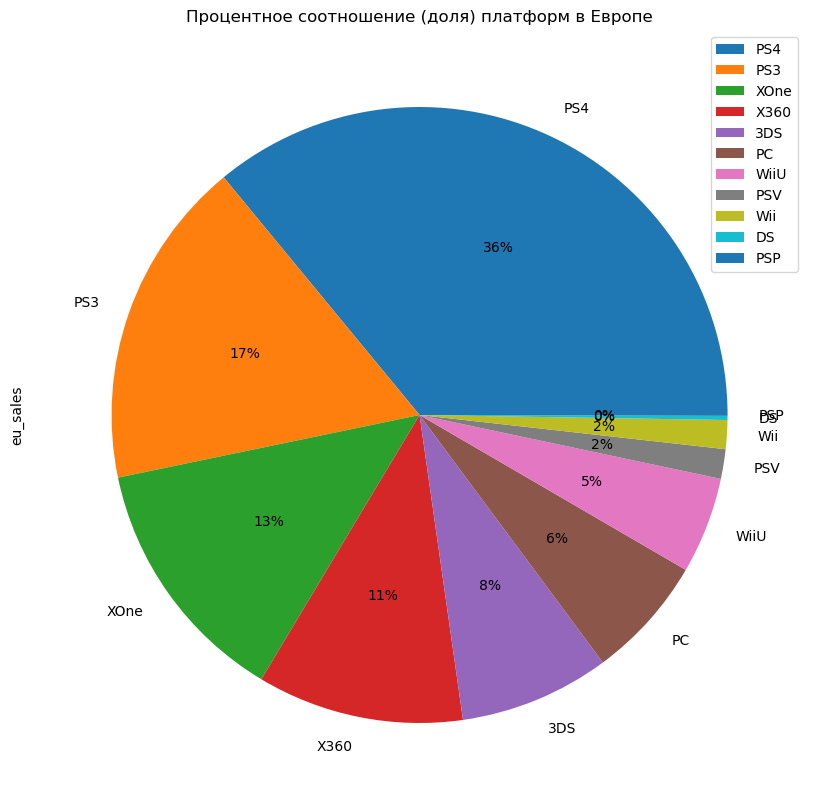 Процентное соотношение (доля) платформ в Европе
PS4
PS3
XOne
X360
3DS
PC
WiiU
PSV
Wii
DS
PSP
PS4
36%
PS3
17%
eu_sales
XOne
13%
X360
11%
3DS
8%
PC
6%
WiiU
5%
PSV
2%
Wii
2%
DS
0%
PSP
0%